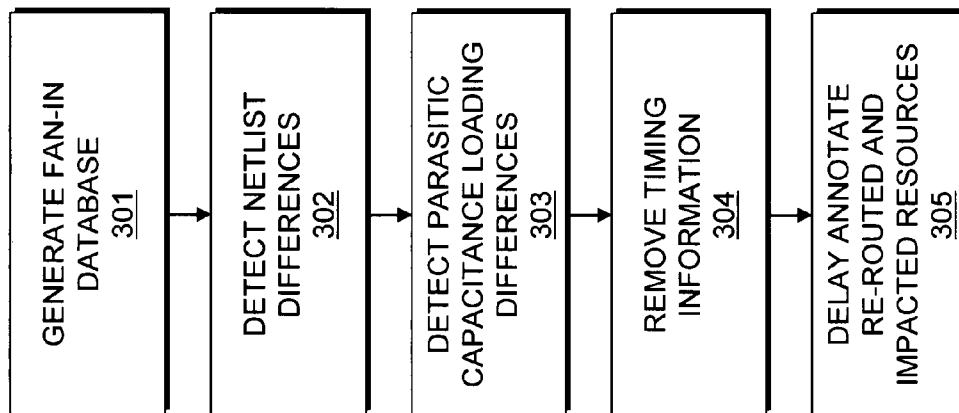 GENERATE FAN-IN
DATABASE
301
DETECT NETLIST
DIFFERENCES
302
DETECT PARASITIC
CAPACITANCE LOADING
DIFFERENCES
303
REMOVE TIMING
INFORMATION
304
DELAY ANNOTATE
RE-ROUTED AND
IMPACTED RESOURCES
305